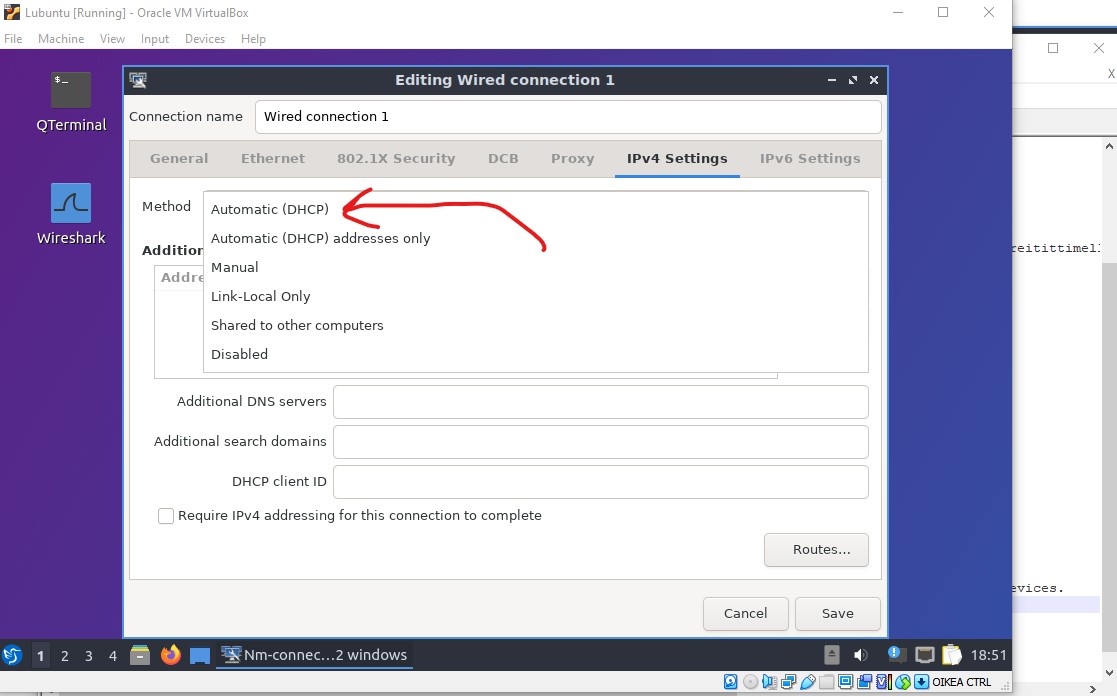 Lubuntu [Running] - Oracle VM VirtualBox
File Machine View Input Devices Help
QTerminal
Wireshark
Editing Wired connection 1
Connection name Wired connection 1
General Ethernet 802.1X Security DCB Proxy IPv4 Settings IPv6 Settings
Method
Automatic (DHCP)
Automatic (DHCP) addresses only
Manual
Link-Local Only
Shared to other computers
Disabled
Addition
Addre
Additional DNS servers
Additional search domains
DHCP client ID
Require IPv4 addressing for this connection to complete
Routes...
Cancel Save
1 2 3 4 Nm-connec...2 windows 18:51
OIKEA CTRL
X
evices.